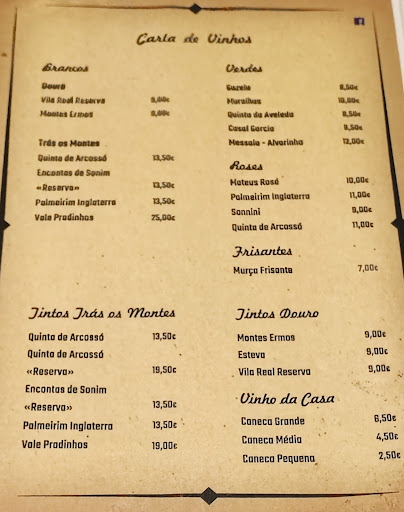 Carta de Vinhos
Brancos
Douro
Vila Real Reserva 9,00€
Montes Ermos 9,00€
Trás os Montes
Quinta de Arcossó 13,50€
Encostas de Sonim
«Reserva» 13,50€
Palmeirim Inglaterra 13,50€
Vale Pradinhos 25,00€
Verdes
Gazela 8,50€
Muralhas 10,00€
Quinta da Aveleda 8,50€
Casal Garcia 8,50€
Messala - Alvarinho 12,00€
Roses
Mateus Rosé 10,00€
Palmeirim Inglaterra 11,00€
Sonnini 9,00€
Quinta de Arcossó 11,00€
Frisantes
Murça Frisante 7,00€
Tintos Trás os Montes
Quinta de Arcossó 13,50€
Quinta de Arcossó
«Reserva» 19,50€
Encostas de Sonim
«Reserva» 13,50€
Palmeirim Inglaterra 13,50€
Vale Pradinhos 19,00€
Tintos Douro
Montes Ermos 9,00€
Esteva 9,00€
Vila Real Reserva 9,00€
Vinho da Casa
Caneca Grande 6,50€
Caneca Média 4,50€
Caneca Pequena 2,50€